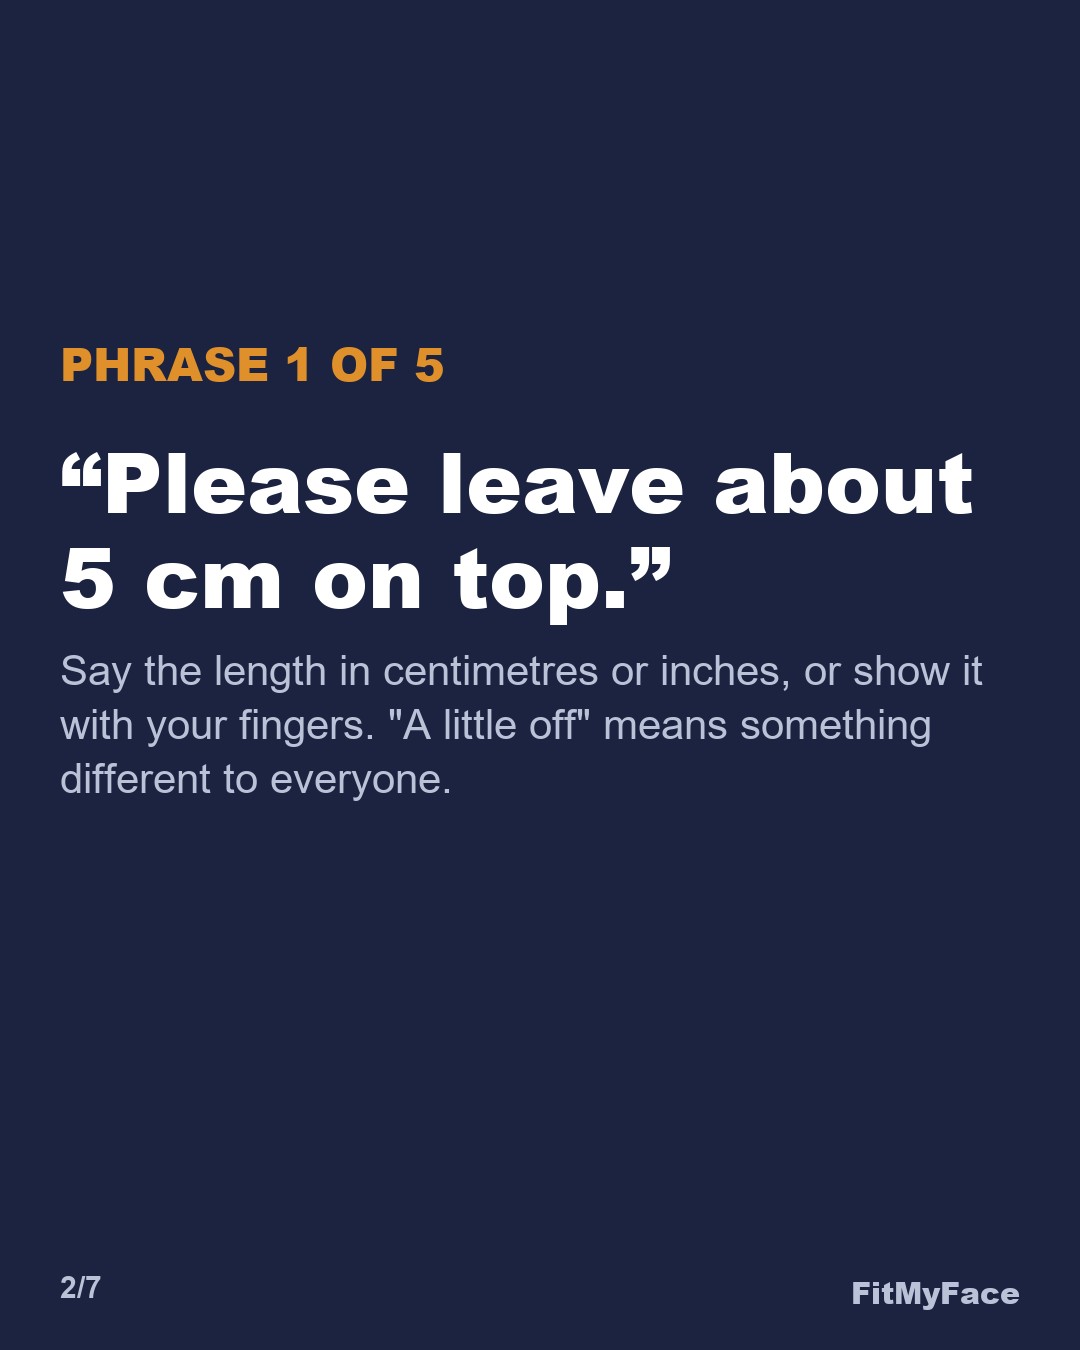 PHRASE 1 OF 5
“Please leave about
5 cm on top.”
Say the length in centimetres or inches, or show it
with your fingers. "A little off" means something
different to everyone.
2/7
FitMyFace